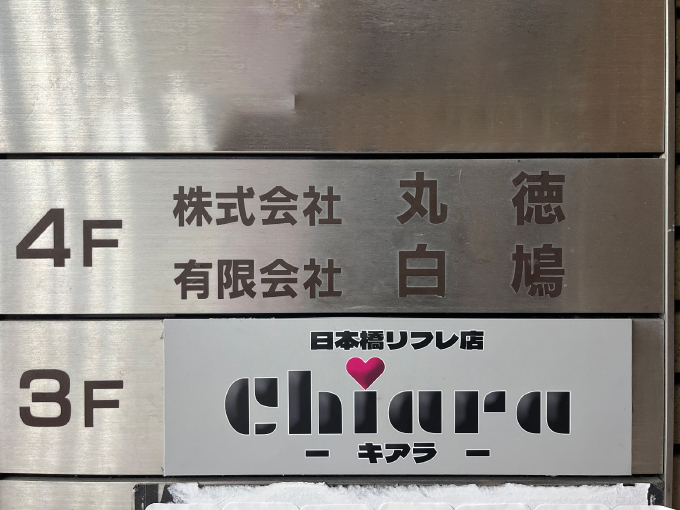 4F 株式会社 丸徳
有限会社 白鳩
3F 日本橋リフレ店
chiara
ー キアラ ー